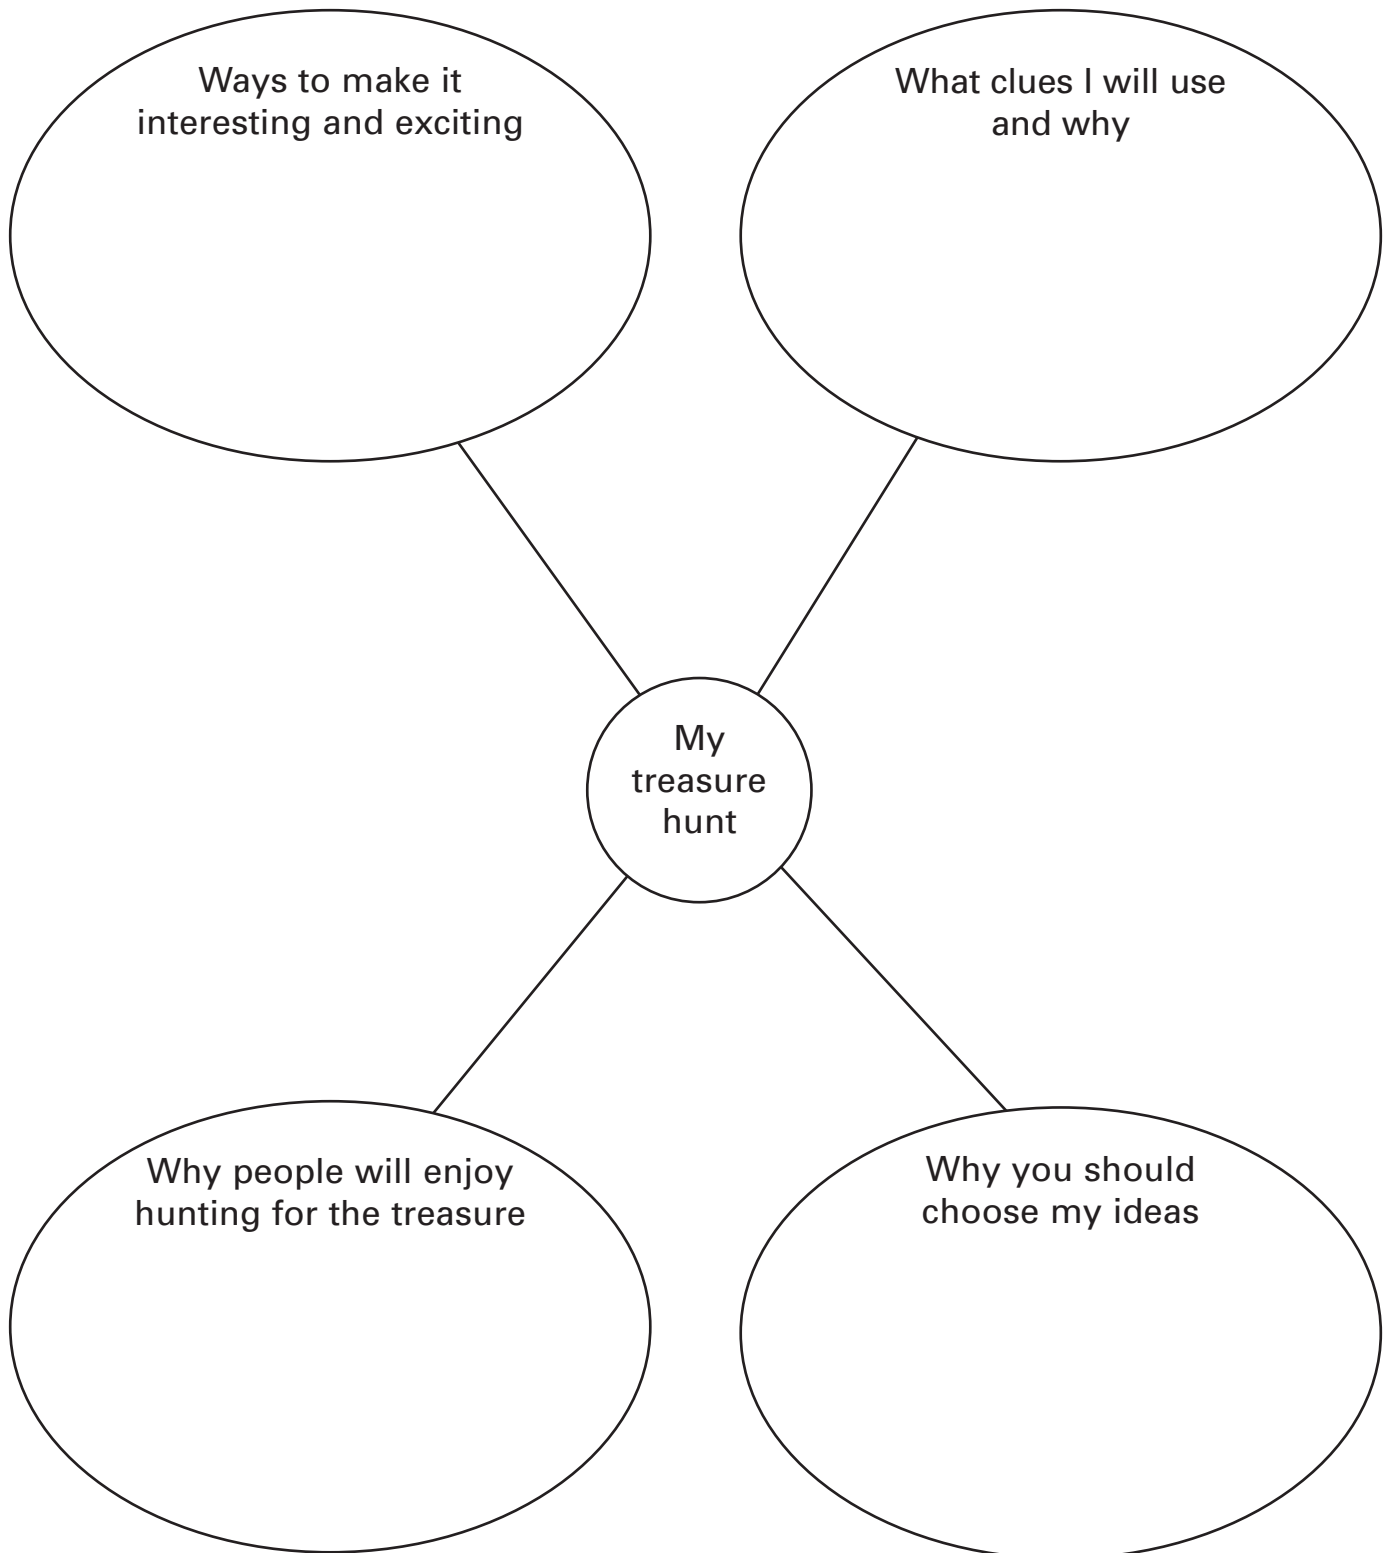 Ways to make it
interesting and exciting
What clues I will use
and why
My
treasure
hunt
Why people will enjoy
hunting for the treasure
Why you should
choose my ideas